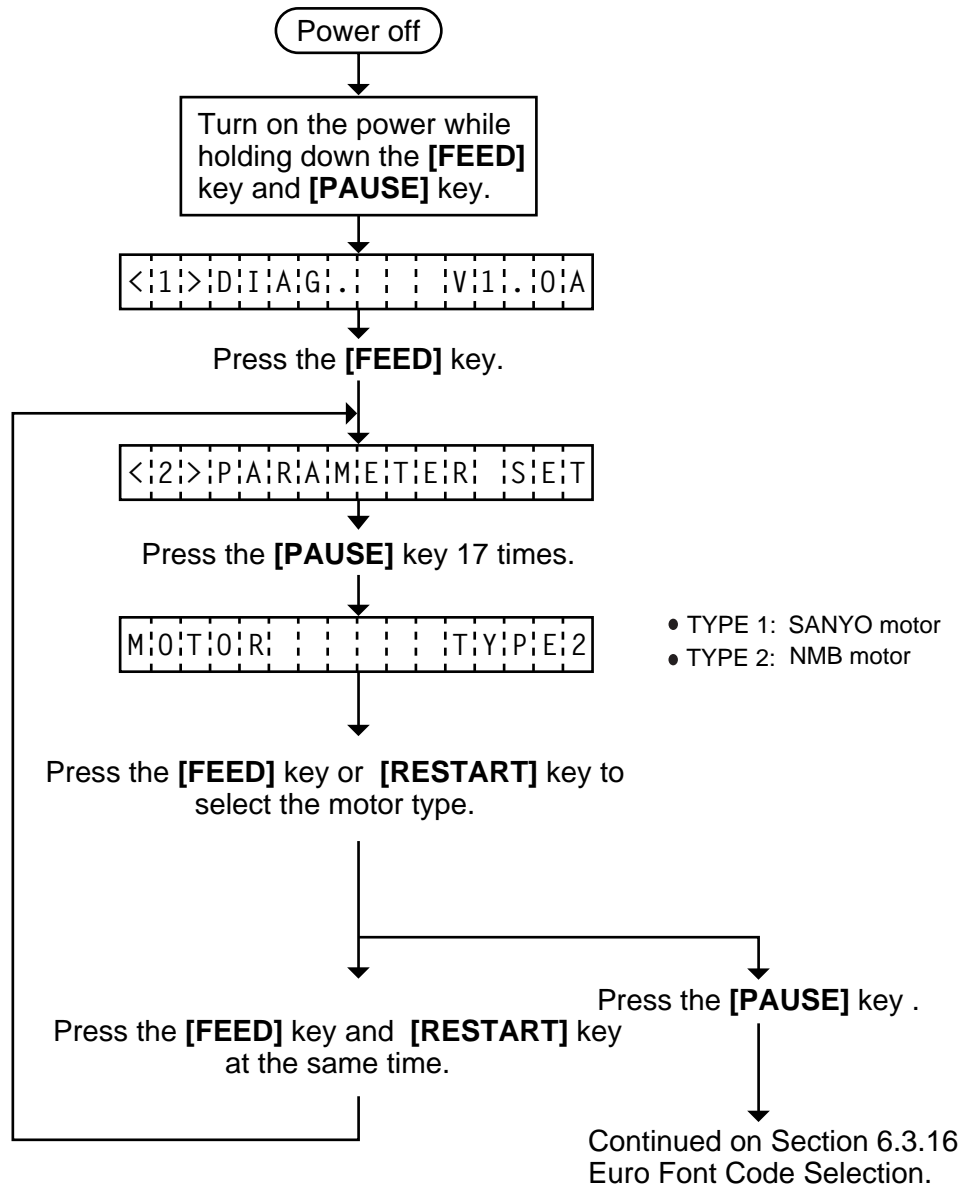 Power off
Turn on the power while
holding down the [FEED]
key and [PAUSE] key.
<1>DIAG.   V1.0A
Press the [FEED] key.
<2>PARAMETER SET
Press the [PAUSE] key 17 times.
MOTOR     TYPE2
• TYPE 1: SANYO motor
• TYPE 2: NMB motor
Press the [FEED] key or [RESTART] key to
select the motor type.
Press the [FEED] key and [RESTART] key
at the same time.
Press the [PAUSE] key .
Continued on Section 6.3.16
Euro Font Code Selection.